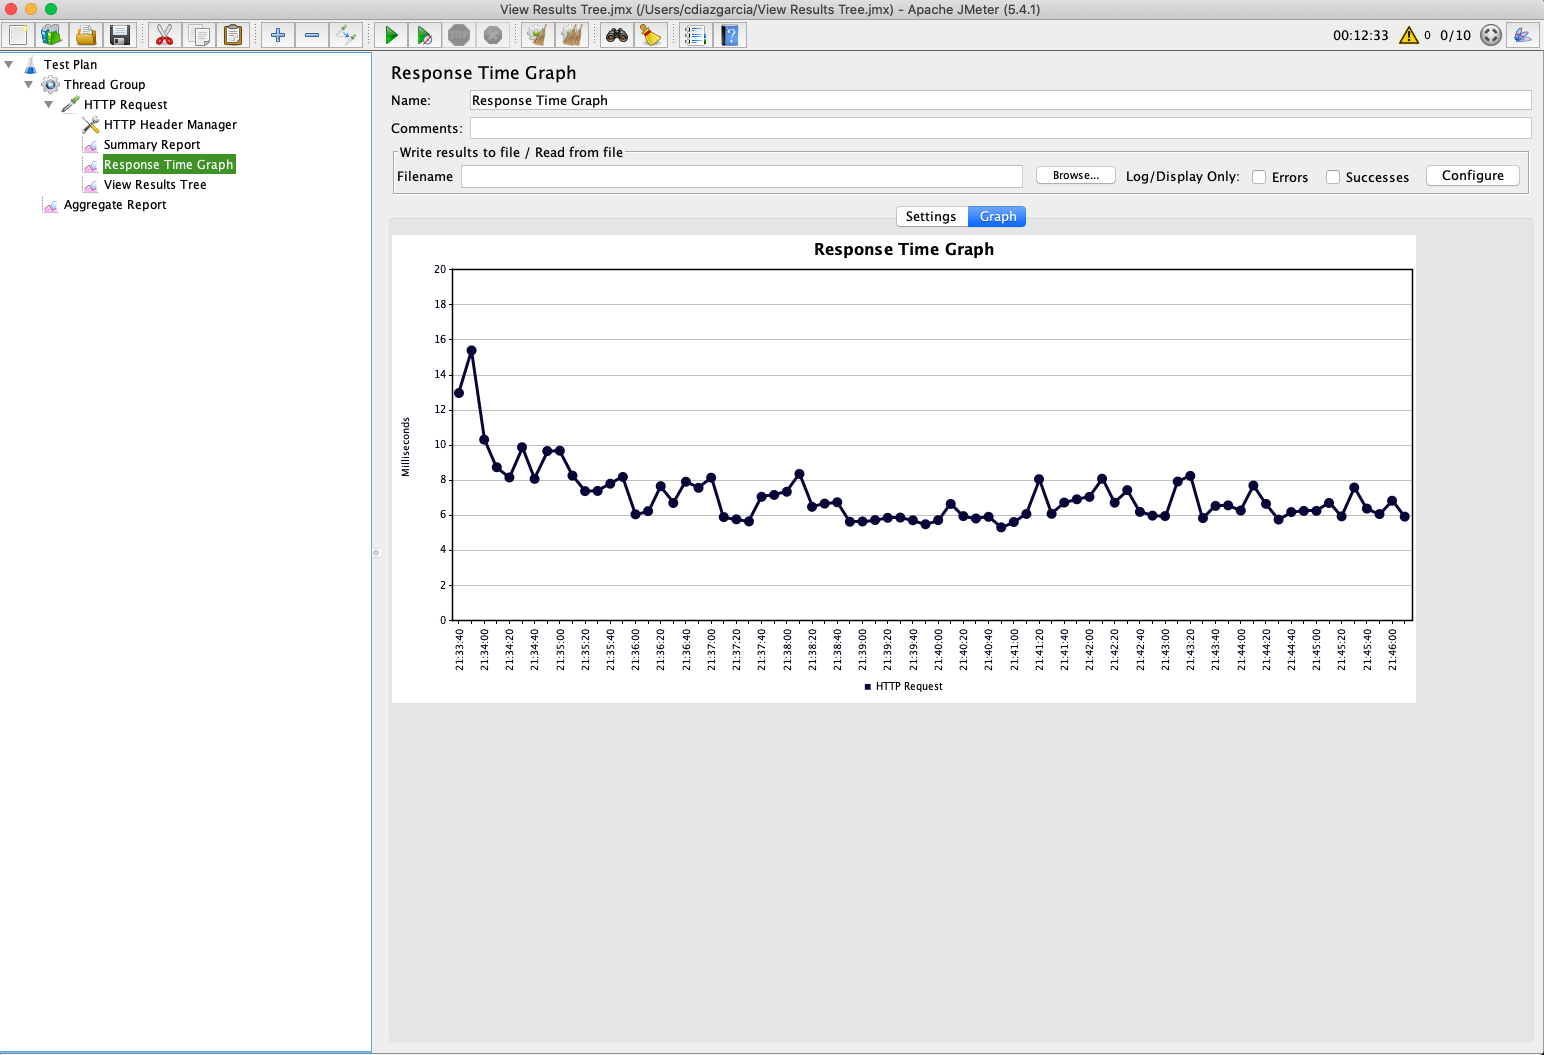 View Results Tree.jmx (/Users/cdiazgarcia/View Results Tree.jmx) - Apache JMeter (5.4.1)
STOP
00:12:33 0 0/10
Test Plan
Thread Group
HTTP Request
HTTP Header Manager
Summary Report
Response Time Graph
View Results Tree
Aggregate Report
Response Time Graph
Name: Response Time Graph
Comments:
Write results to file / Read from file
Filename Browse... Log/Display Only: Errors Successes Configure
Settings Graph
Response Time Graph
Milliseconds
20
18
16
14
12
10
8
6
4
2
0
21:33:40
21:34:00
21:34:20
21:34:40
21:35:00
21:35:20
21:35:40
21:36:00
21:36:20
21:36:40
21:37:00
21:37:20
21:37:40
21:38:00
21:38:20
21:38:40
21:39:00
21:39:20
21:39:40
21:40:00
21:40:20
21:40:40
21:41:00
21:41:20
21:41:40
21:42:00
21:42:20
21:42:40
21:43:00
21:43:20
21:43:40
21:44:00
21:44:20
21:44:40
21:45:00
21:45:20
21:45:40
21:46:00
HTTP Request